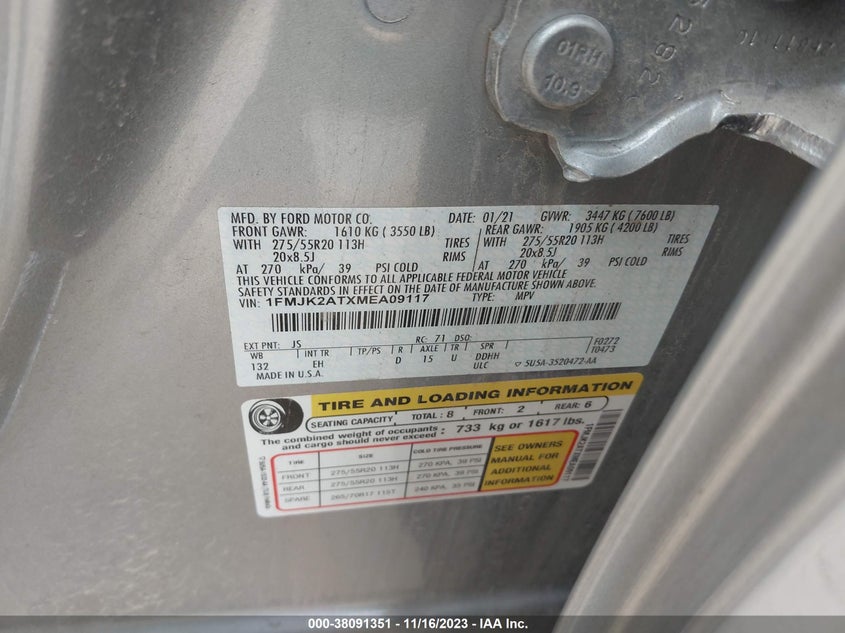 01RH
10.9
MFD. BY FORD MOTOR CO.
DATE: 01/21 GVWR: 3447 KG ( 7600 LB)
FRONT GAWR: 1610 KG ( 3550 LB)
REAR GAWR: 1905 KG ( 4200 LB)
WITH 275/55R20 113H TIRES
WITH 275/55R20 113H TIRES
20x8.5J RIMS
20x8.5J RIMS
AT 270 kPa/ 39 PSI COLD
AT 270 kPa/ 39 PSI COLD
THIS VEHICLE CONFORMS TO ALL APPLICABLE FEDERAL MOTOR VEHICLE
SAFETY STANDARDS IN EFFECT ON THE DATE OF MANUFACTURE SHOWN ABOVE.
VIN: 1FMJK2ATXMEA09117 TYPE: MPV
EXT PNT: JS RC: 71 DSO: F0272
WB INT TR TP/PS R AXLE TR SPR T0473
132 EH D 15 U DDHH
ULC
MADE IN U.S.A. 5U5A-3520472-AA
TIRE AND LOADING INFORMATION
SEATING CAPACITY TOTAL: 8 FRONT: 2 REAR: 6
The combined weight of occupants and cargo should never exceed : 733 kg or 1617 lbs.
TIRE SIZE COLD TIRE PRESSURE
FRONT 275/55R20 113H 270 KPA, 39 PSI
REAR 275/55R20 113H 270 KPA, 39 PSI
SPARE 265/70R17 115T 240 KPA, 35 PSI
SEE OWNERS
MANUAL FOR
ADDITIONAL
INFORMATION
000-38091351 - 11/16/2023 - IAA Inc.